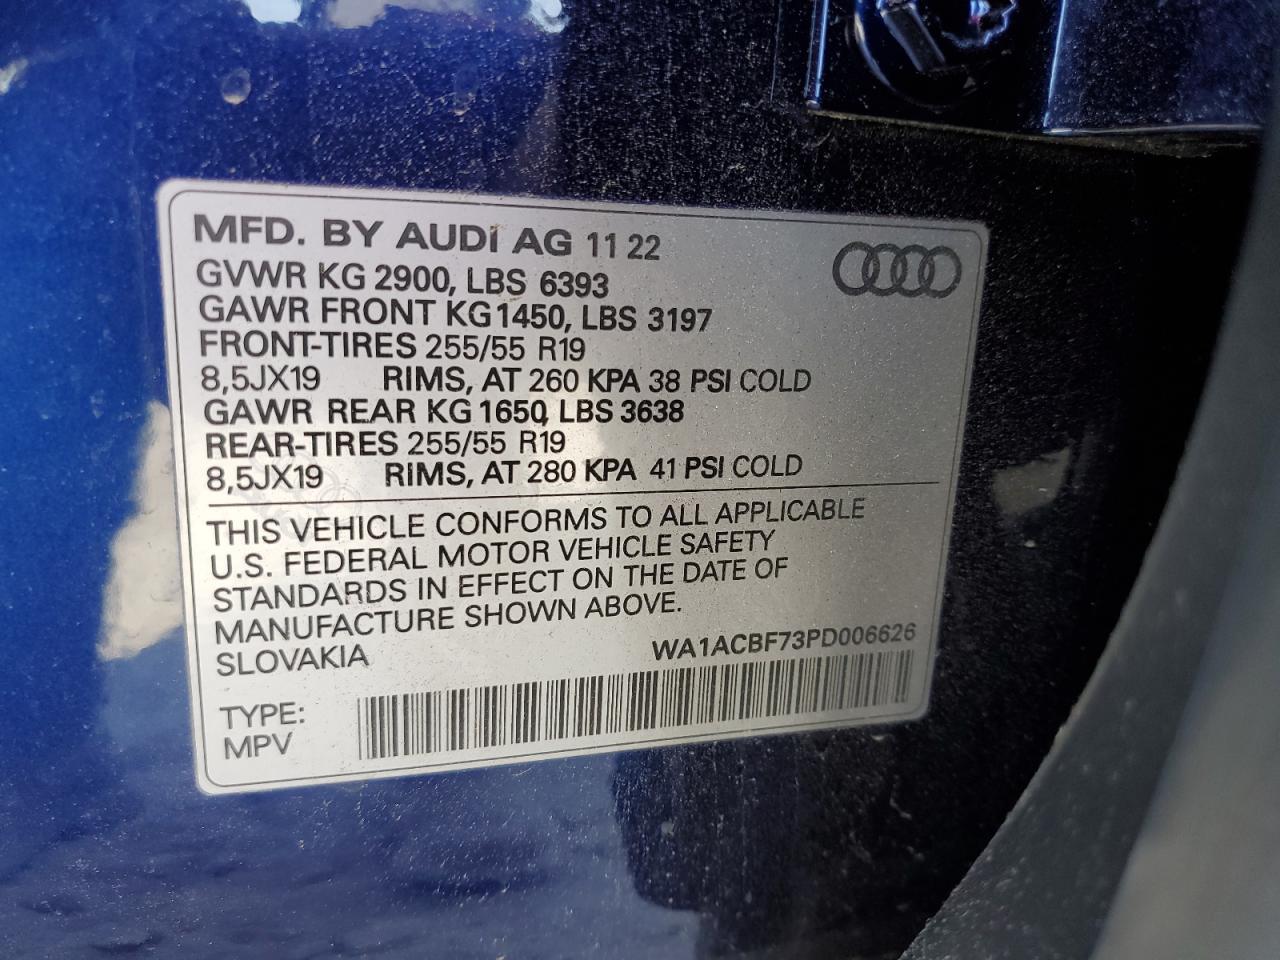 MFD. BY AUDI AG 11 22
GVWR KG 2900, LBS 6393
GAWR FRONT KG 1450, LBS 3197
FRONT-TIRES 255/55 R19
8,5JX19 RIMS, AT 260 KPA 38 PSI COLD
GAWR REAR KG 1650, LBS 3638
REAR-TIRES 255/55 R19
8,5JX19 RIMS, AT 280 KPA 41 PSI COLD
THIS VEHICLE CONFORMS TO ALL APPLICABLE
U.S. FEDERAL MOTOR VEHICLE SAFETY
STANDARDS IN EFFECT ON THE DATE OF
MANUFACTURE SHOWN ABOVE.
SLOVAKIA WA1ACBF73PD006626
TYPE:
MPV